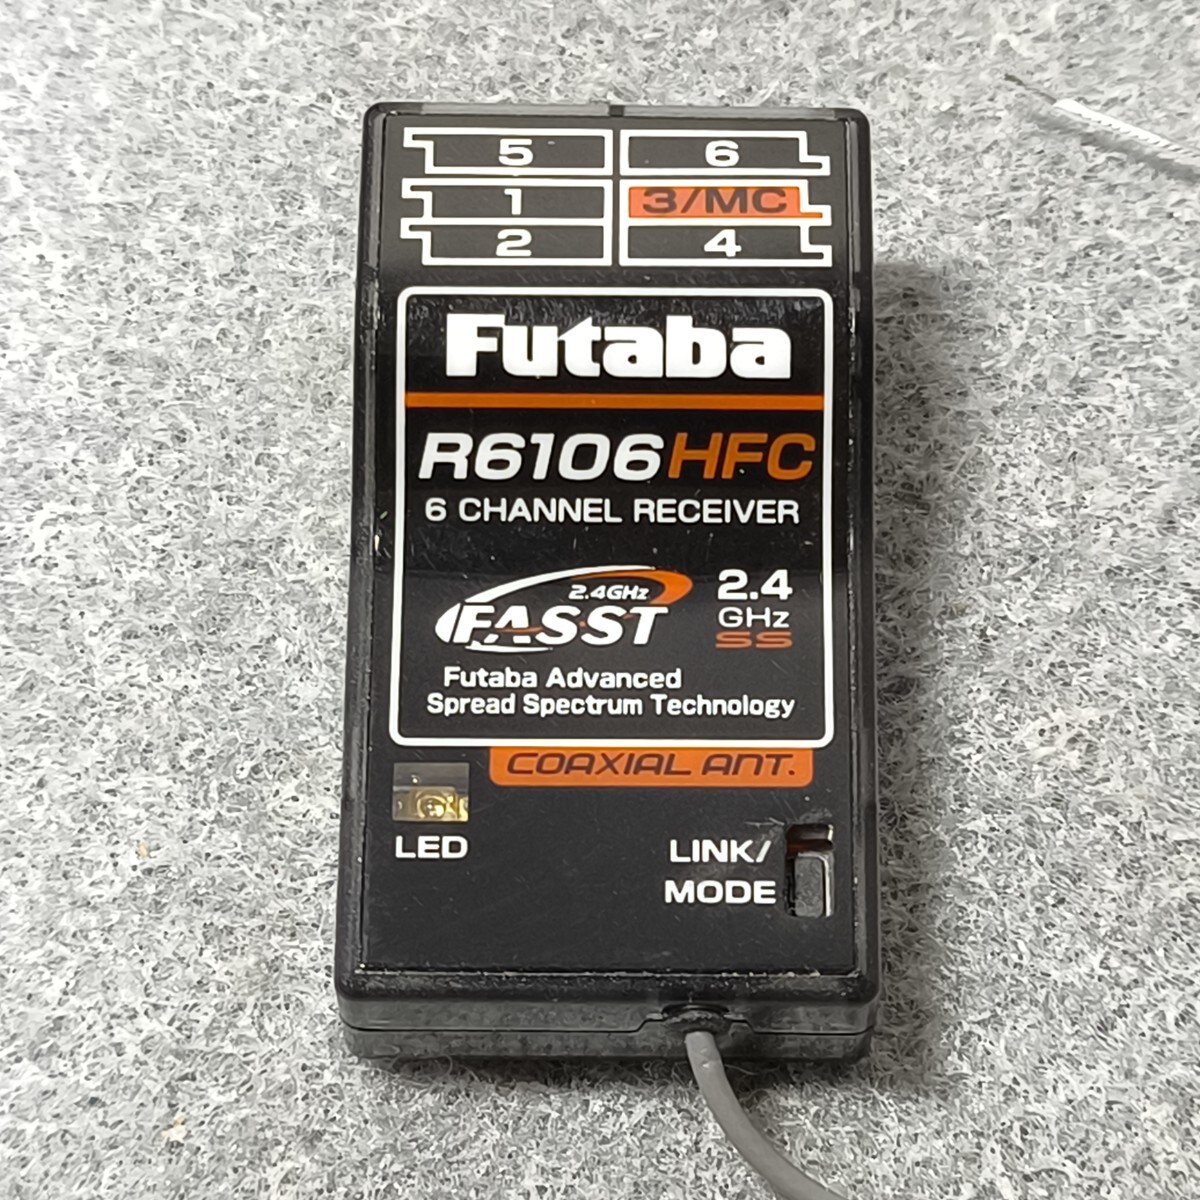 5 6
1 3/MC
2 4
Futaba
R6106HFC
6 CHANNEL RECEIVER
2.4GHz
FASST
2.4
GHz
SS
Futaba Advanced
Spread Spectrum Technology
COAXIAL ANT.
LED
LINK/
MODE